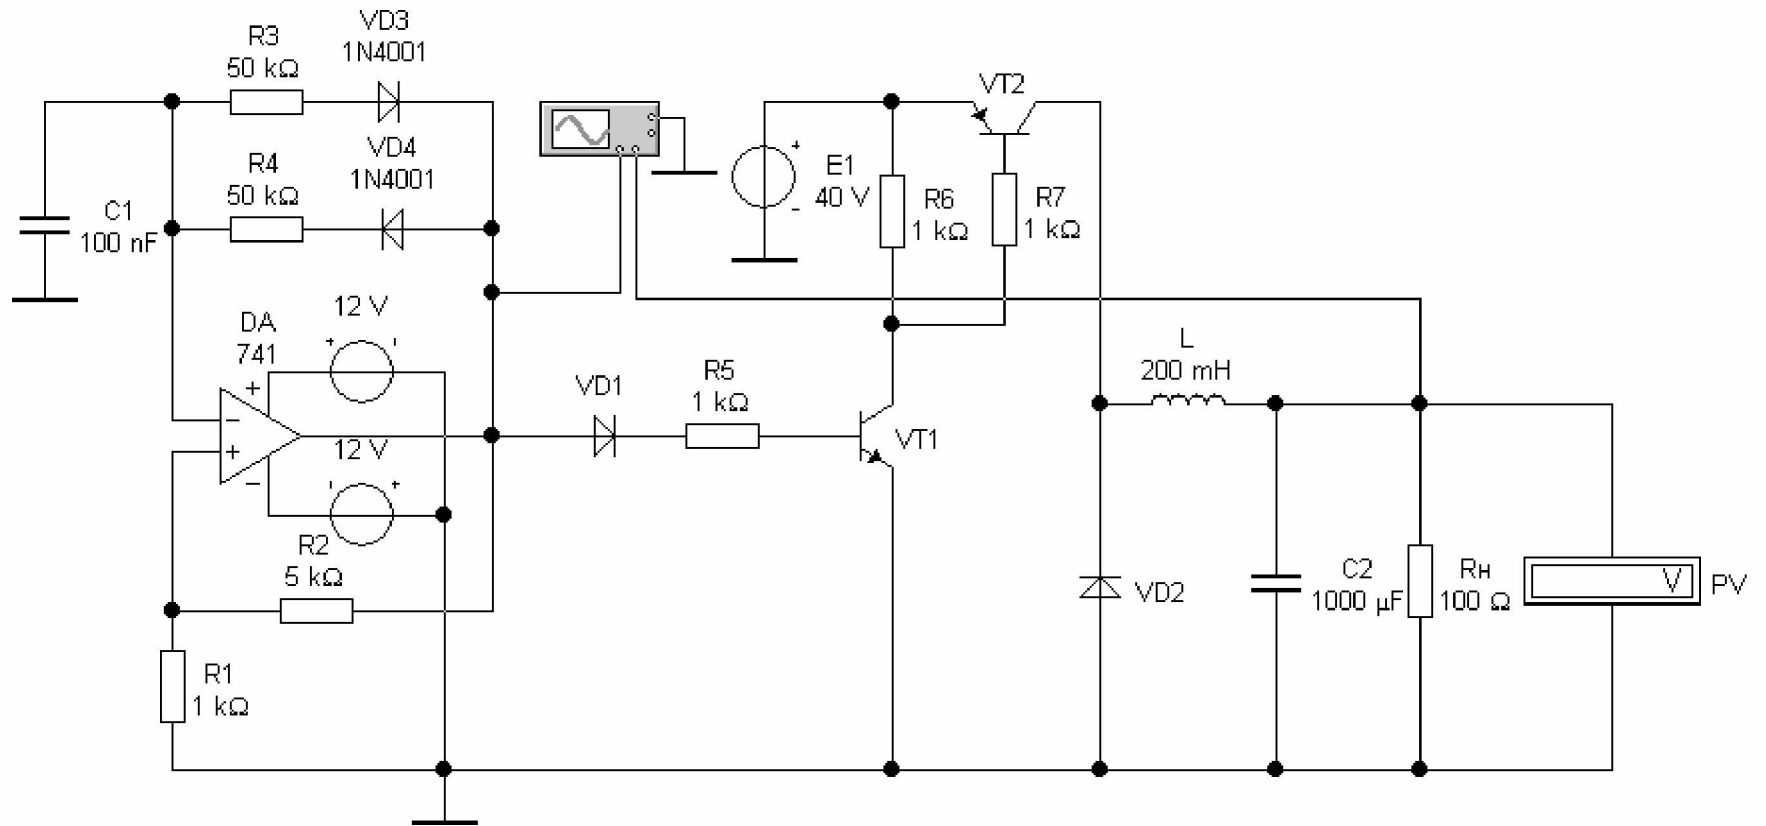 R3
50 kΩ
VD3
1N4001
R4
50 kΩ
VD4
1N4001
C1
100 nF
VT2
E1
40 V
R6
1 kΩ
R7
1 kΩ
DA
741
12 V
+
-
+
-
12 V
-
+
VD1
R5
1 kΩ
VT1
L
200 mH
R2
5 kΩ
R1
1 kΩ
VD2
C2
1000 µF
Rн
100 Ω
V
PV